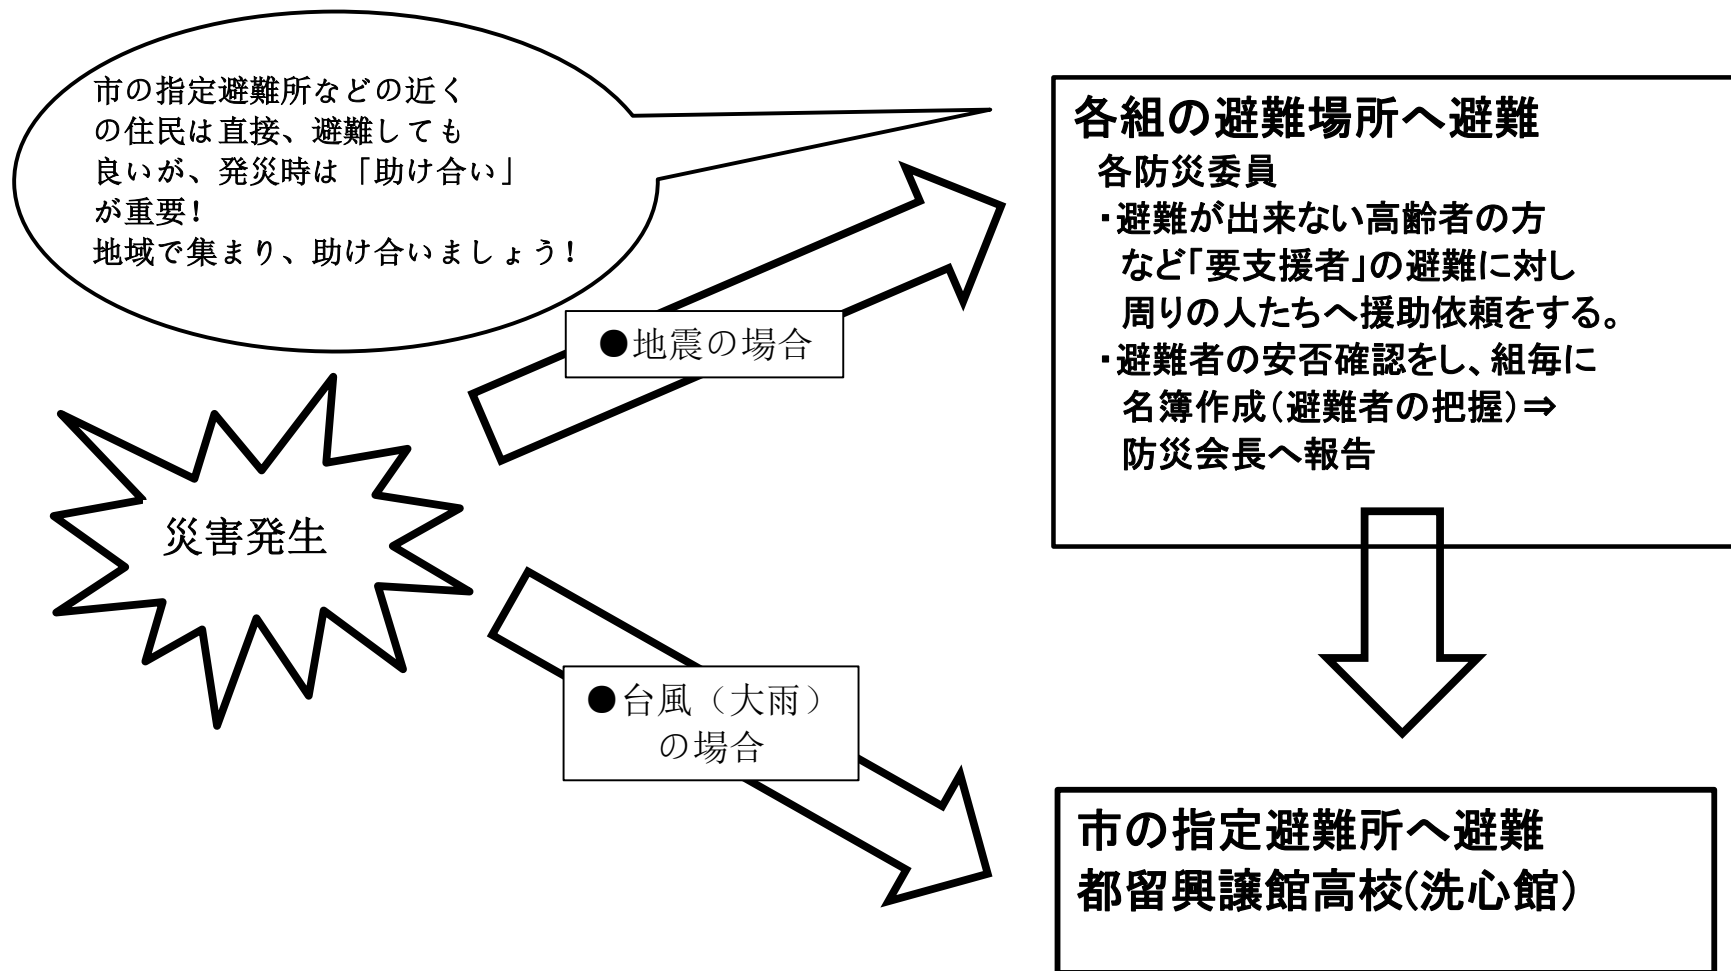 市の指定避難所などの近く
の住民は直接、避難しても
良いが、発災時は「助け合い」
が重要!
地域で集まり、助け合いましょう!
各組の避難場所へ避難
各防災委員
・避難が出来ない高齢者の方
など「要支援者」の避難に対し
周りの人たちへ援助依頼をする。
・避難者の安否確認をし、組毎に
名簿作成(避難者の把握)⇒
防災会長へ報告
●地震の場合
災害発生
●台風(大雨)
の場合
市の指定避難所へ避難
都留興譲館高校(洗心館)